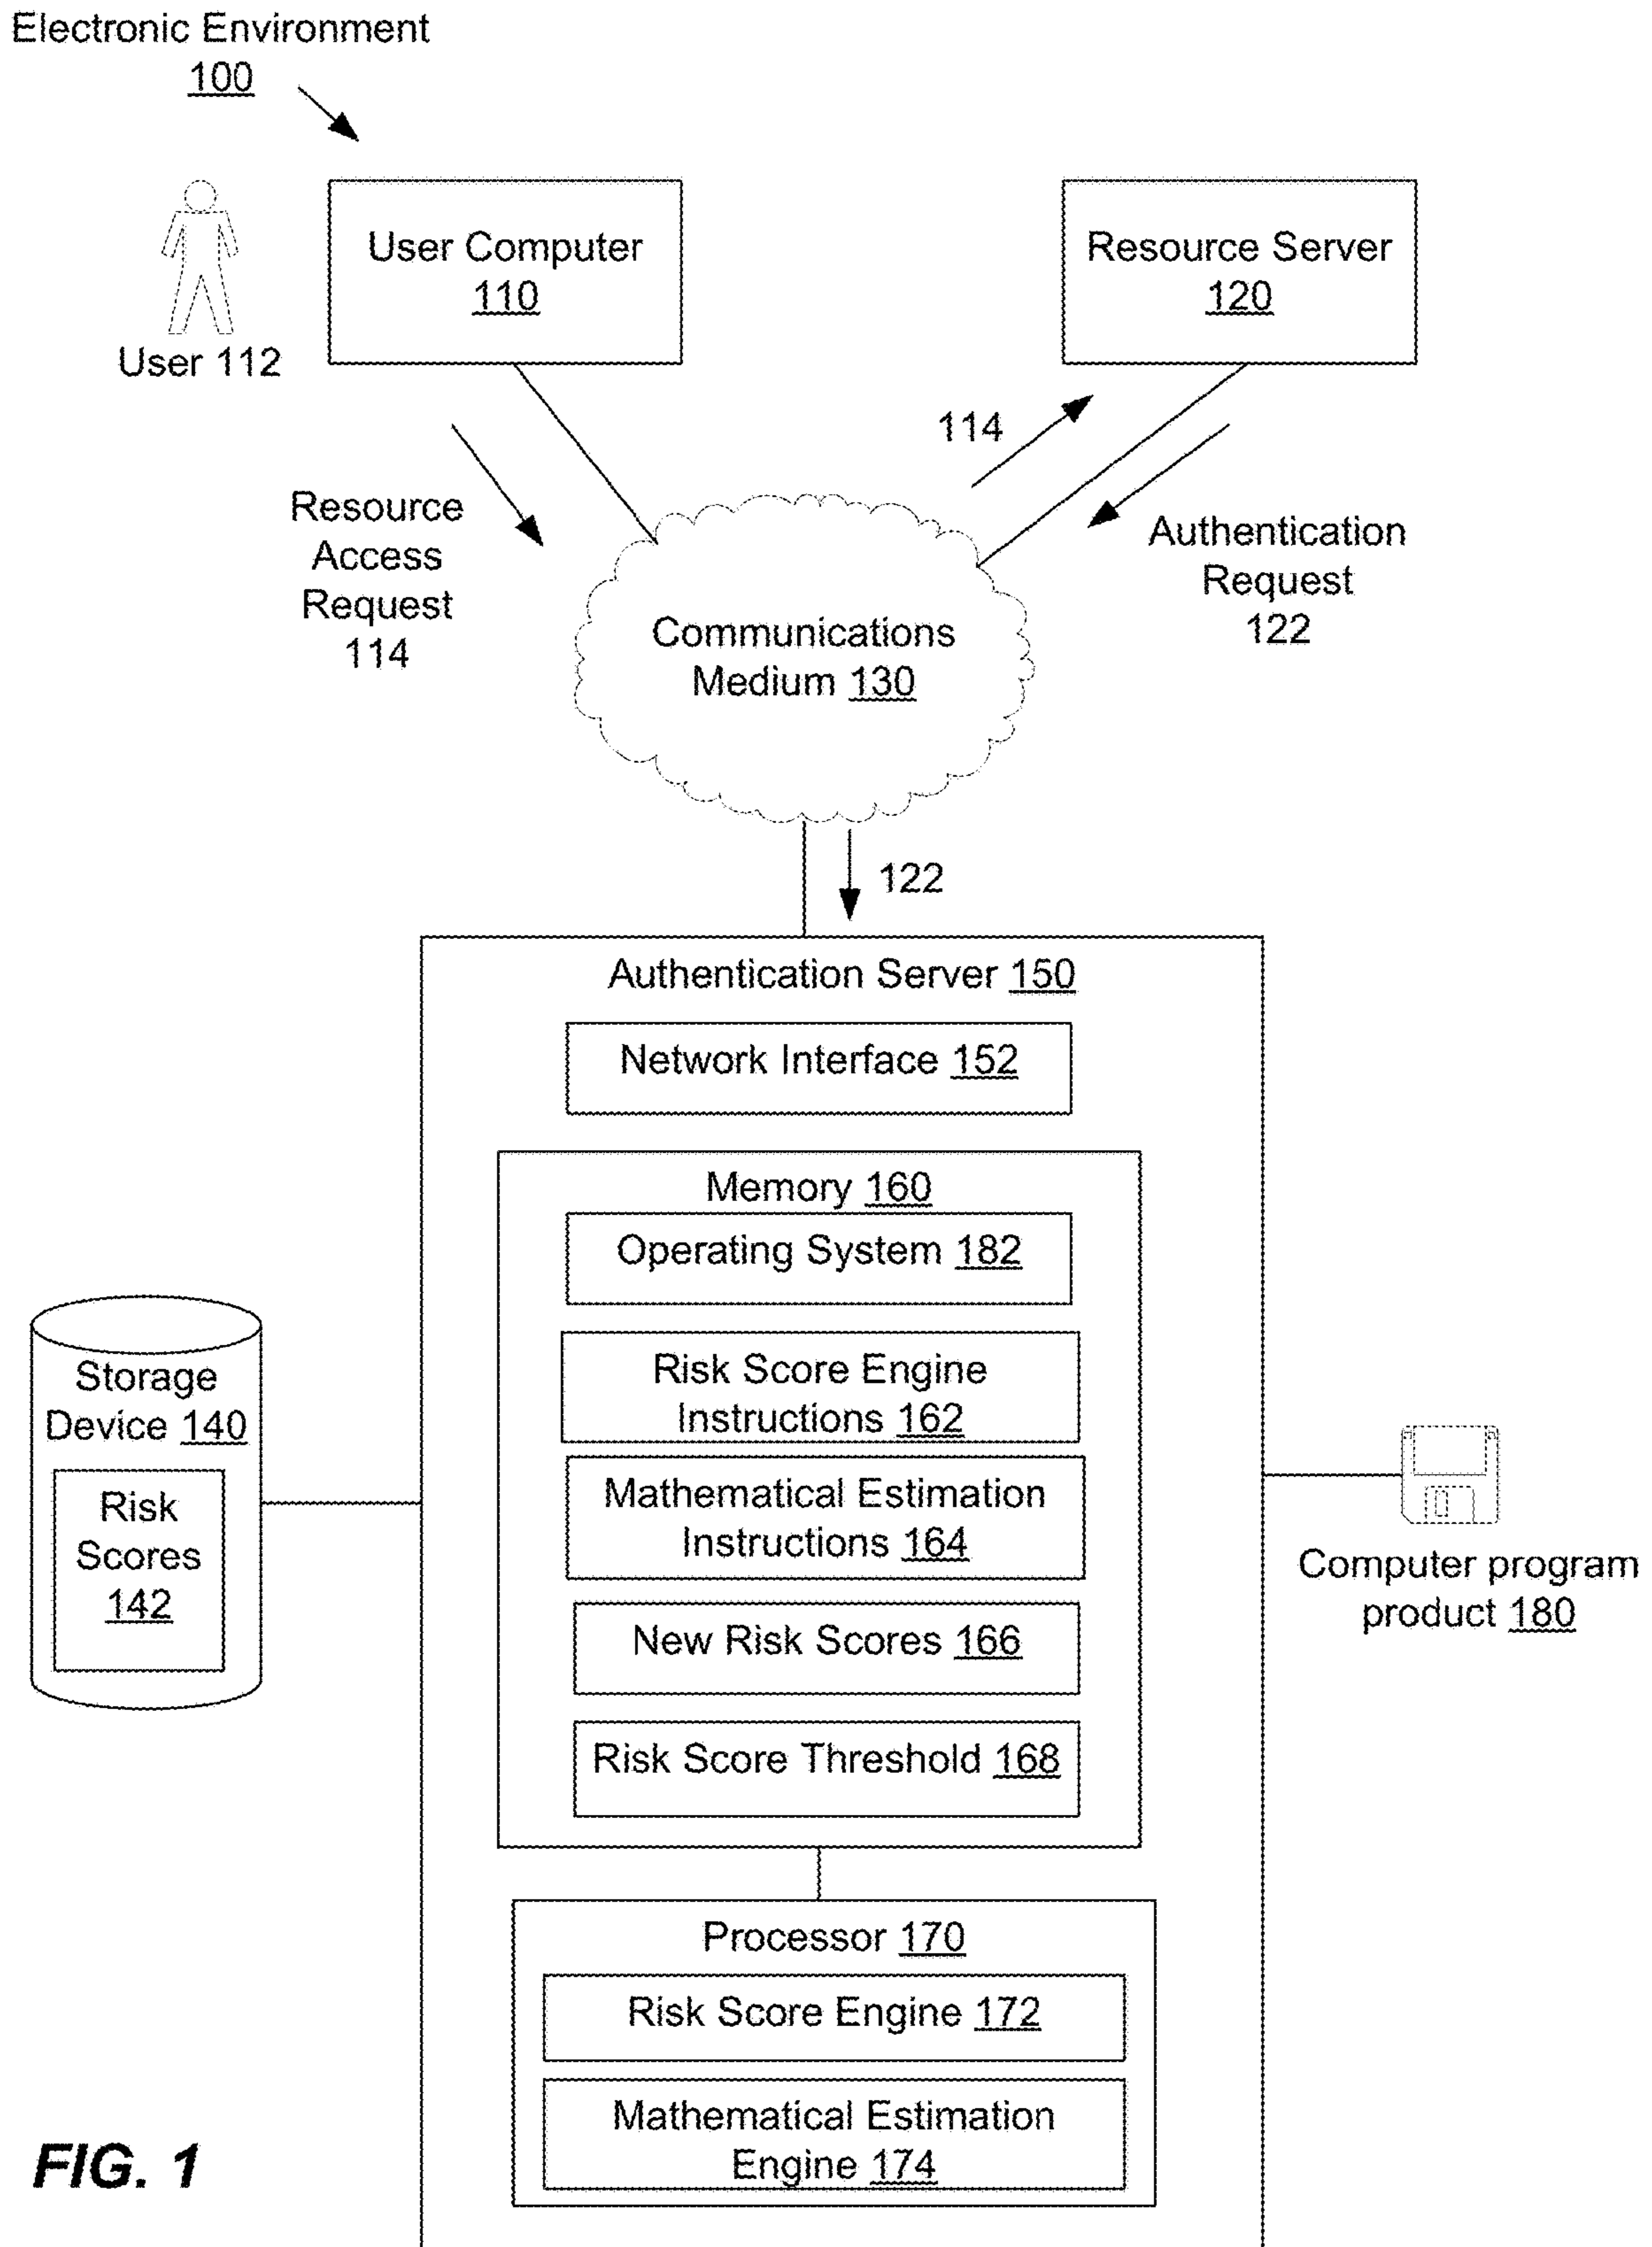 Electronic Environment
100
User 112
User Computer
110
Resource Server
120
Resource
Access
Request
114
114
Authentication
Request
122
Communications
Medium 130
122
Authentication Server 150
Network Interface 152
Memory 160
Operating System 182
Risk Score Engine
Instructions 162
Mathematical Estimation
Instructions 164
New Risk Scores 166
Risk Score Threshold 168
Storage
Device 140
Risk
Scores
142
Computer program
product 180
Processor 170
Risk Score Engine 172
Mathematical Estimation
Engine 174
FIG. 1